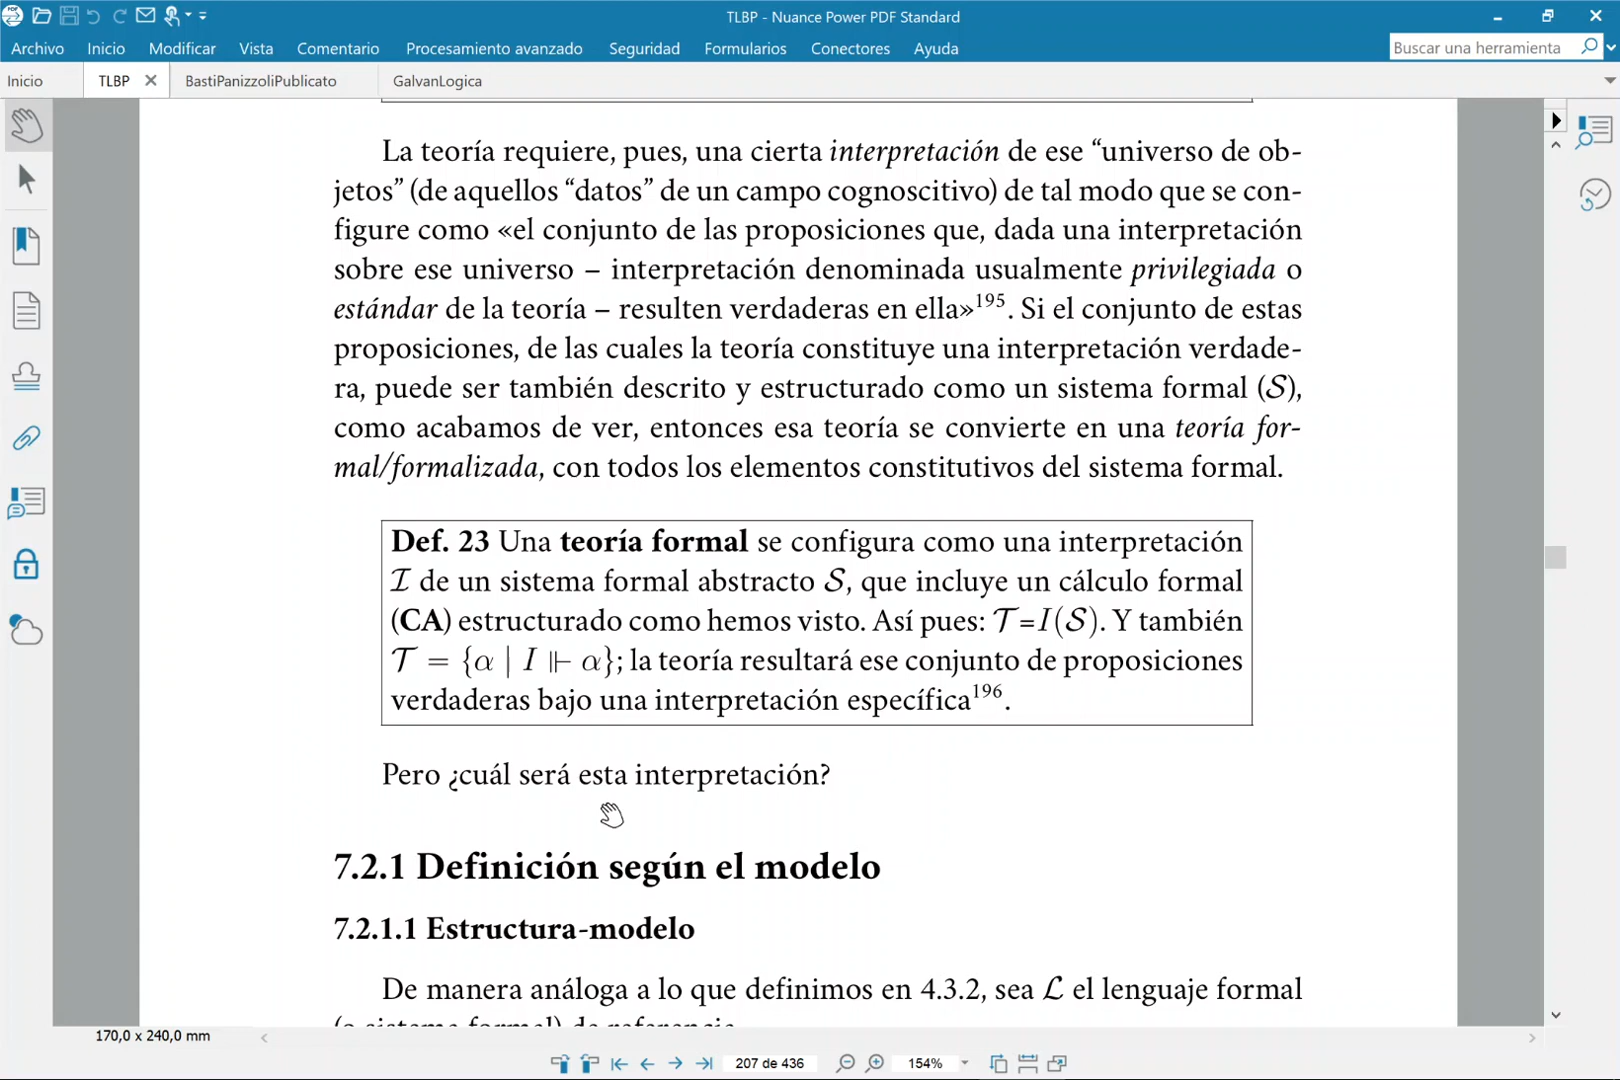 TLBP - Nuance Power PDF Standard
Archivo Inicio Modificar Vista Comentario Procesamiento avanzado Seguridad Formularios Conectores Ayuda
Buscar una herramienta
Inicio TLBP BastiPanizzoliPublicato GalvanLogica
La teoría requiere, pues, una cierta interpretación de ese “universo de ob-
jetos” (de aquellos “datos” de un campo cognoscitivo) de tal modo que se con-
figure como «el conjunto de las proposiciones que, dada una interpretación
sobre ese universo – interpretación denominada usualmente privilegiada o
estándar de la teoría – resulten verdaderas en ella»195. Si el conjunto de estas
proposiciones, de las cuales la teoría constituye una interpretación verdade-
ra, puede ser también descrito y estructurado como un sistema formal (𝒮),
como acabamos de ver, entonces esa teoría se convierte en una teoría for-
mal/formalizada, con todos los elementos constitutivos del sistema formal.
Def. 23 Una teoría formal se configura como una interpretación
ℐ de un sistema formal abstracto 𝒮, que incluye un cálculo formal
(CA) estructurado como hemos visto. Así pues: 𝒯 =I(𝒮). Y también
𝒯 = {α | I ⊩ α}; la teoría resultará ese conjunto de proposiciones
verdaderas bajo una interpretación específica196.
Pero ¿cuál será esta interpretación?
7.2.1 Definición según el modelo
7.2.1.1 Estructura-modelo
De manera análoga a lo que definimos en 4.3.2, sea ℒ el lenguaje formal
(o sistema formal) de referencia
170,0 x 240,0 mm
207 de 436
154%